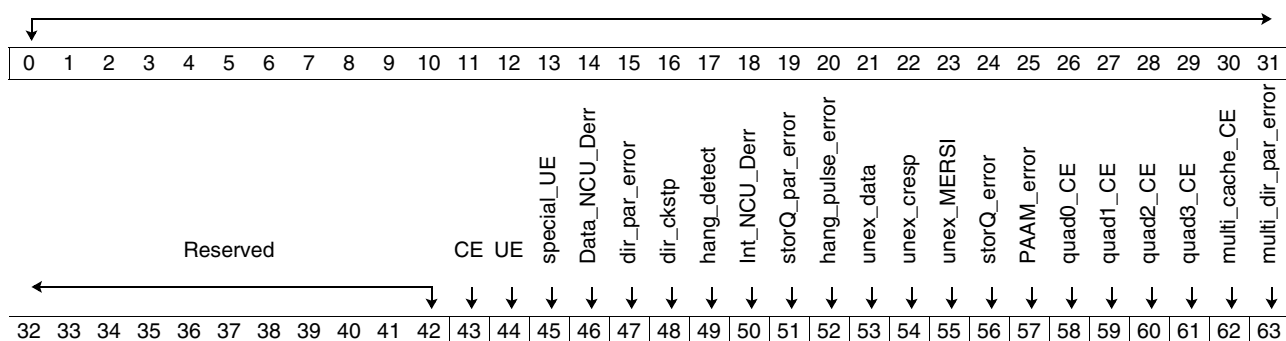 0 1 2 3 4 5 6 7 8 9 10 11 12 13 14 15 16 17 18 19 20 21 22 23 24 25 26 27 28 29 30 31
Reserved
CE
UE
special_UE
Data_NCU_Derr
dir_par_error
dir_ckstp
hang_detect
Int_NCU_Derr
storQ_par_error
hang_pulse_error
unex_data
unex_cresp
unex_MERSI
storQ_error
PAAM_error
quad0_CE
quad1_CE
quad2_CE
quad3_CE
multi_cache_CE
multi_dir_par_error
32 33 34 35 36 37 38 39 40 41 42 43 44 45 46 47 48 49 50 51 52 53 54 55 56 57 58 59 60 61 62 63